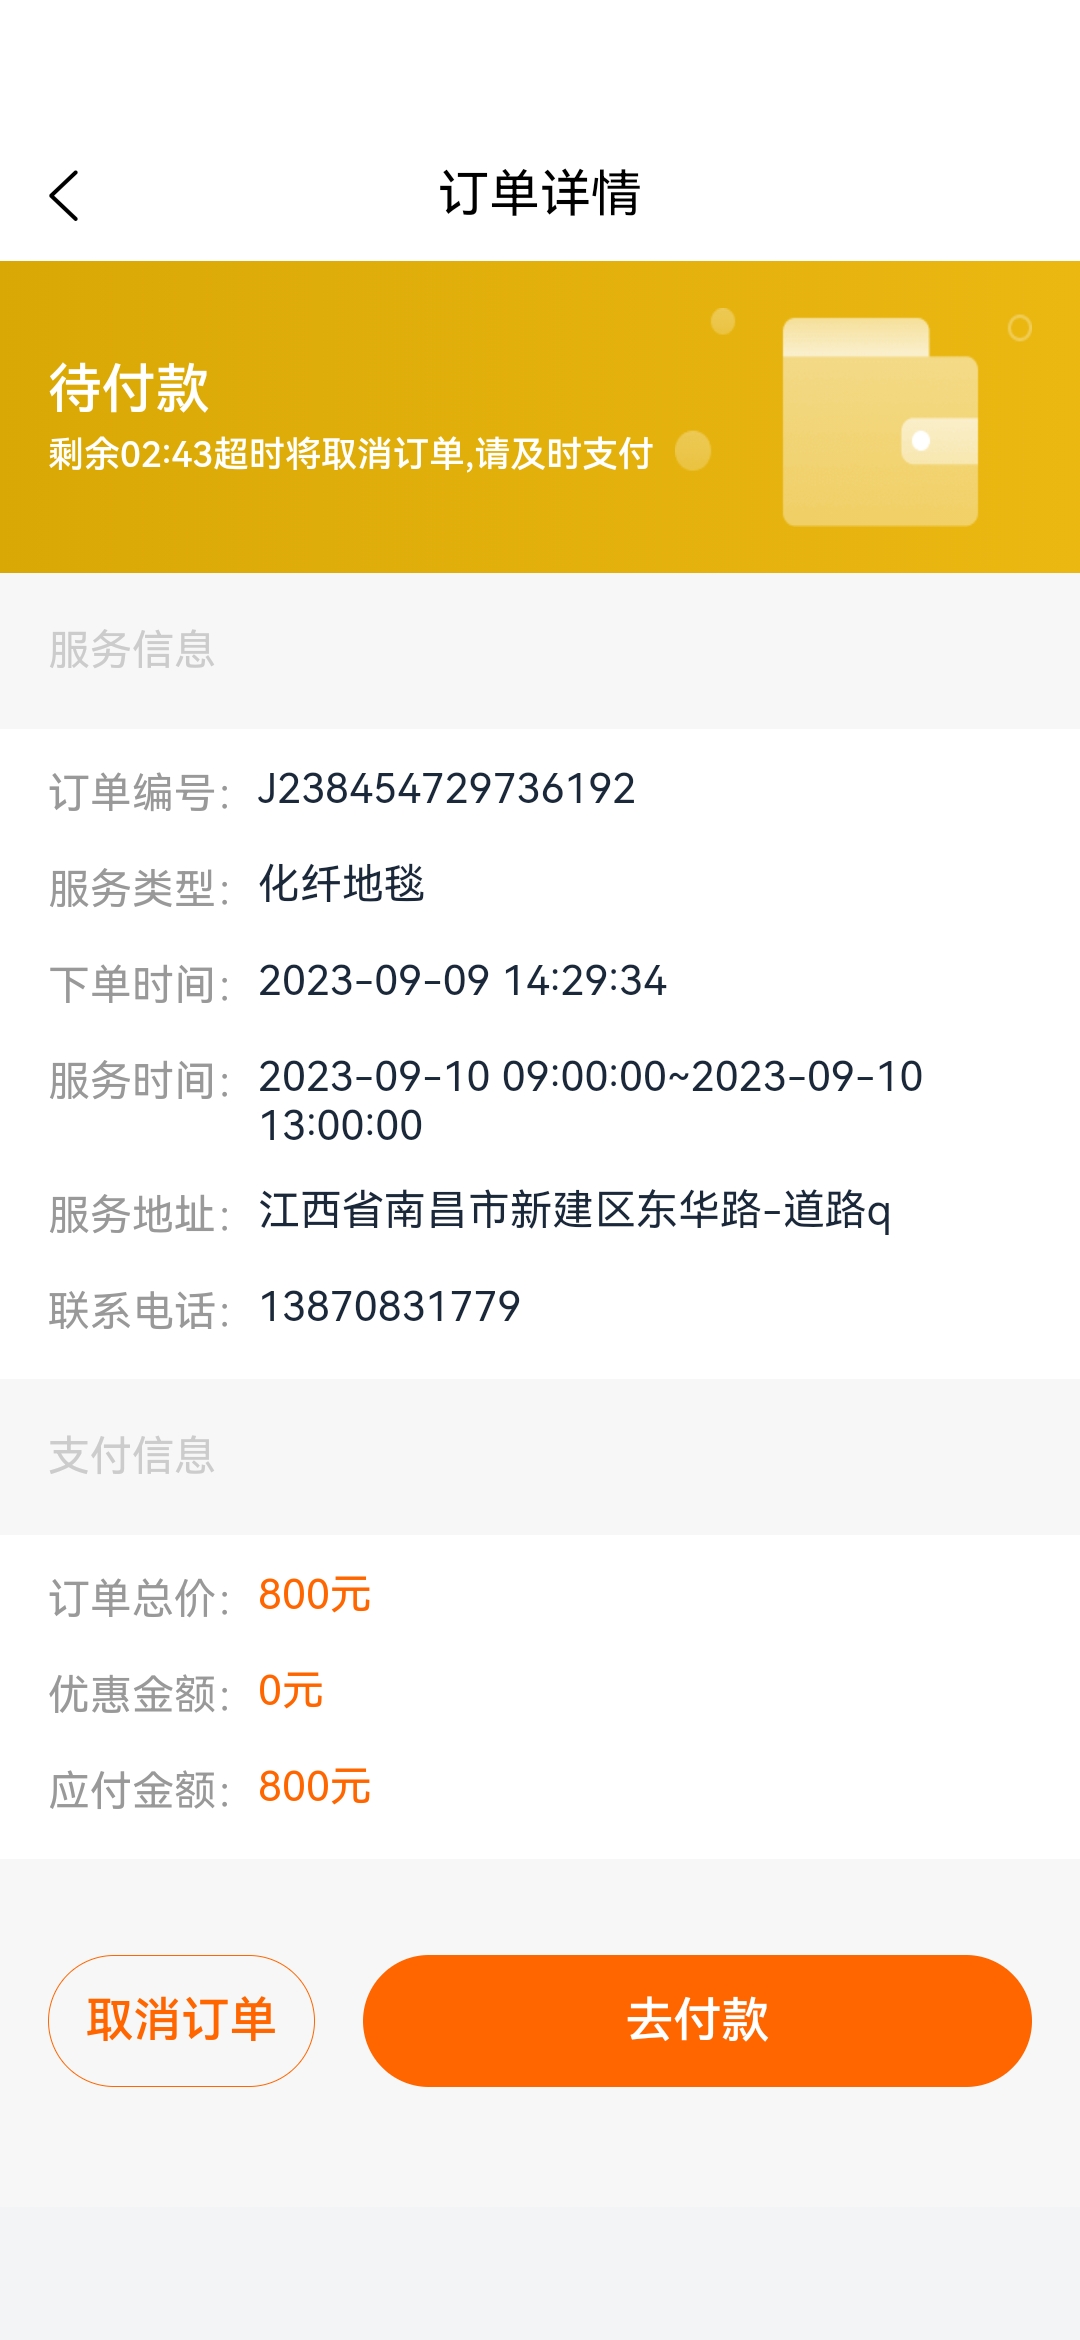 订单详情
待付款
剩余02:43超时将取消订单,请及时支付
服务信息
订单编号: J238454729736192
服务类型: 化纤地毯
下单时间: 2023-09-09 14:29:34
服务时间: 2023-09-10 09:00:00~2023-09-10
13:00:00
服务地址: 江西省南昌市新建区东华路-道路q
联系电话: 13870831779
支付信息
订单总价: 800元
优惠金额: 0元
应付金额: 800元
取消订单 去付款